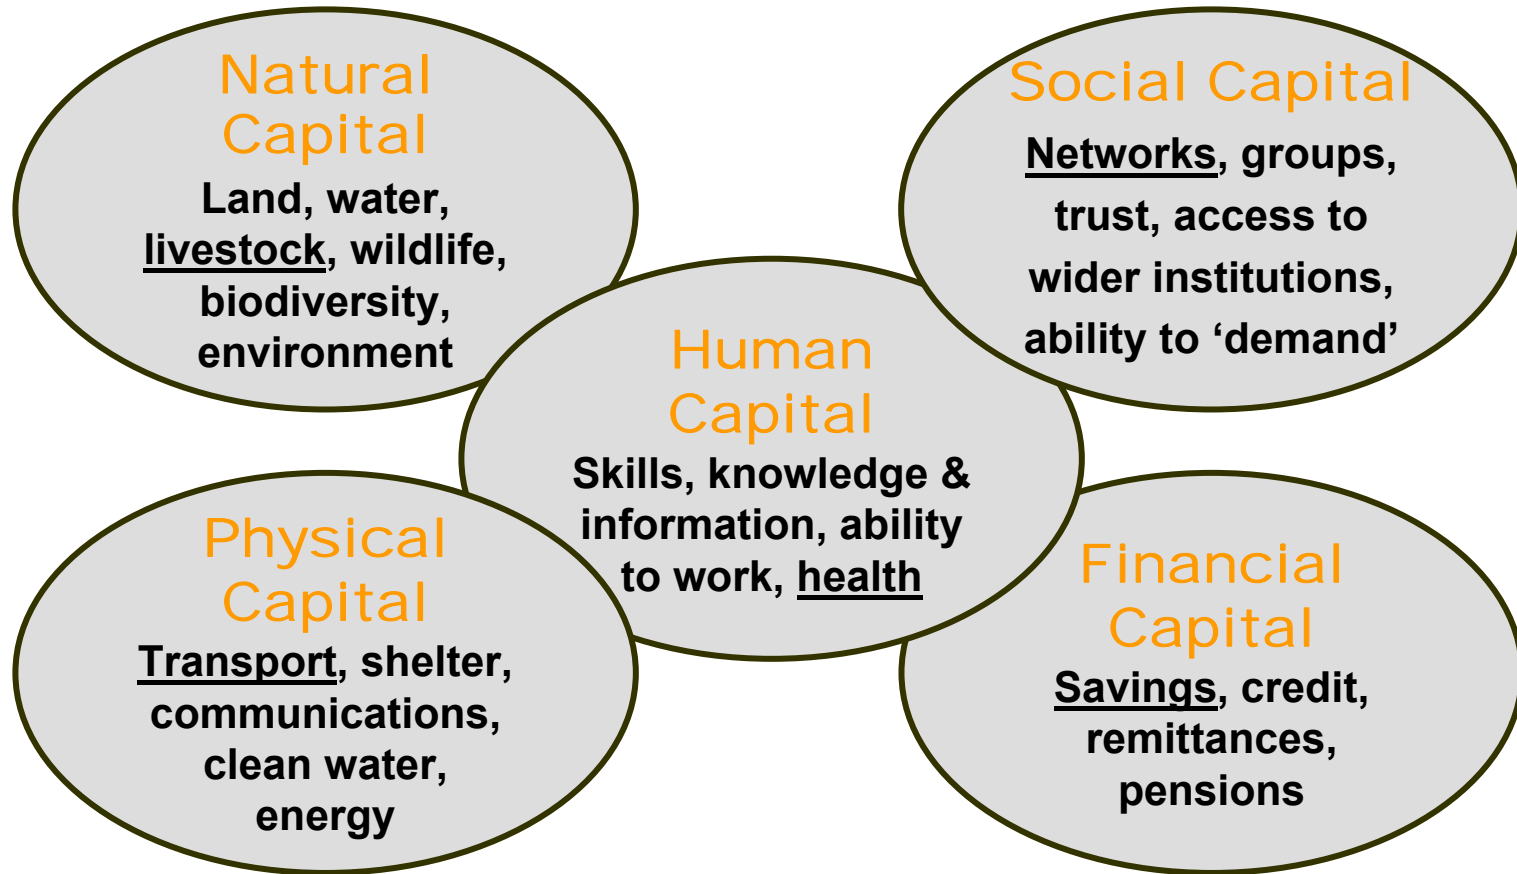 Natural
Capital
Land, water,
livestock, wildlife,
biodiversity,
environment
Social Capital
Networks, groups,
trust, access to
wider institutions,
ability to ‘demand’
Human
Capital
Skills, knowledge &
information, ability
to work, health
Physical
Capital
Transport, shelter,
communications,
clean water,
energy
Financial
Capital
Savings, credit,
remittances,
pensions